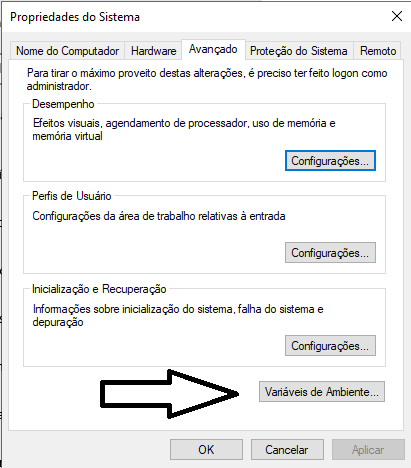 Propriedades do Sistema
Nome do Computador Hardware Avançado Proteção do Sistema Remoto
Para tirar o máximo proveito destas alterações, é preciso ter feito logon como
administrador.
Desempenho
Efeitos visuais, agendamento de processador, uso de memória e
memória virtual
Configurações...
Perfis de Usuário
Configurações da área de trabalho relativas à entrada
Configurações...
Inicialização e Recuperação
Informações sobre inicialização do sistema, falha do sistema e
depuração
Configurações...
Variáveis de Ambiente...
OK Cancelar Aplicar